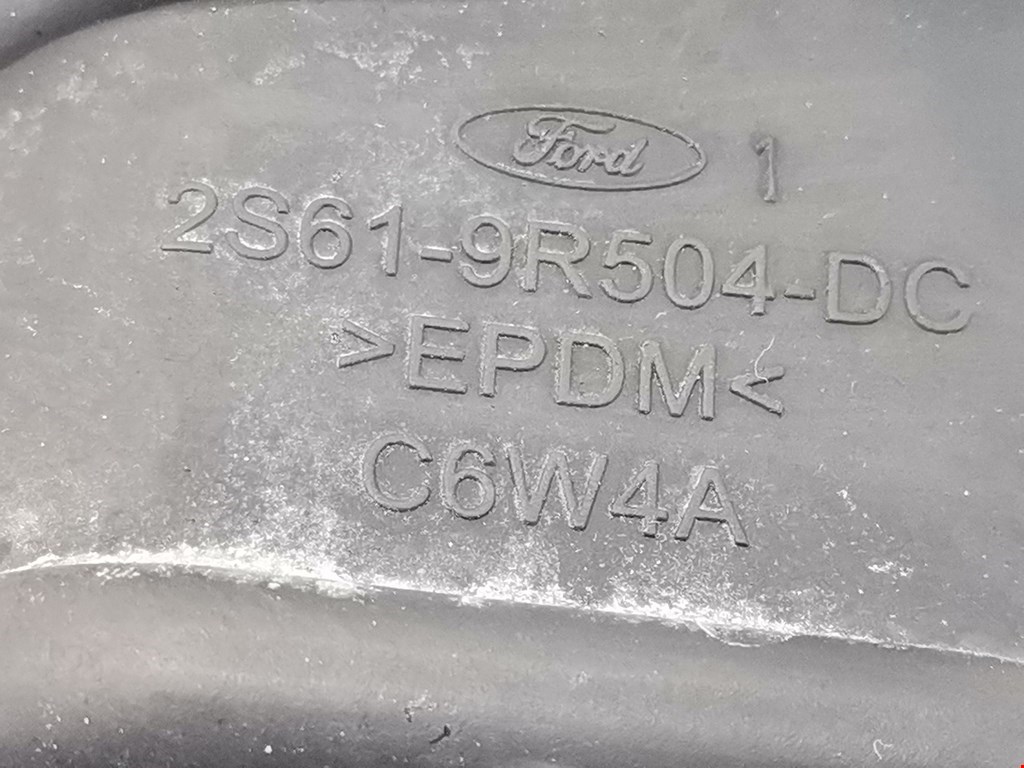 Ford 1
2S61-9R504-DC
>EPDM<
C6W4A